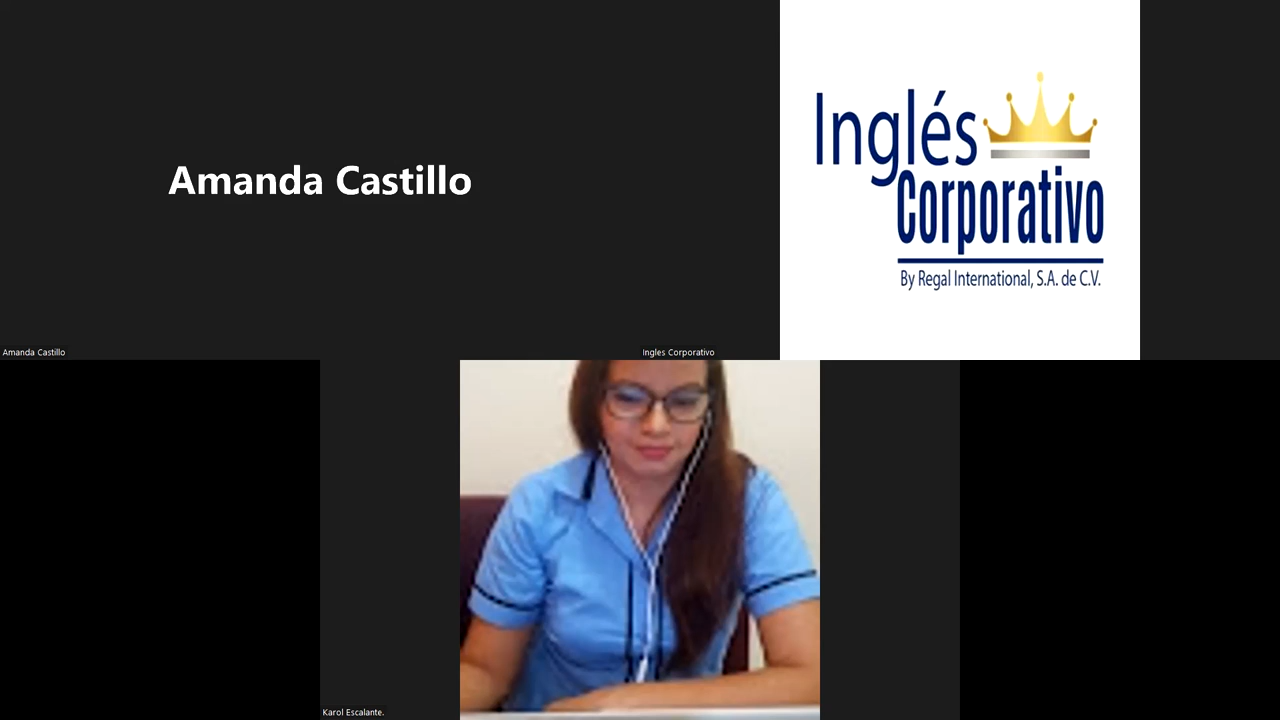 Amanda Castillo
Inglés
Corporativo
By Regal International, S.A. de C.V.
Amanda Castillo
Ingles Corporativo
Karol Escalante.